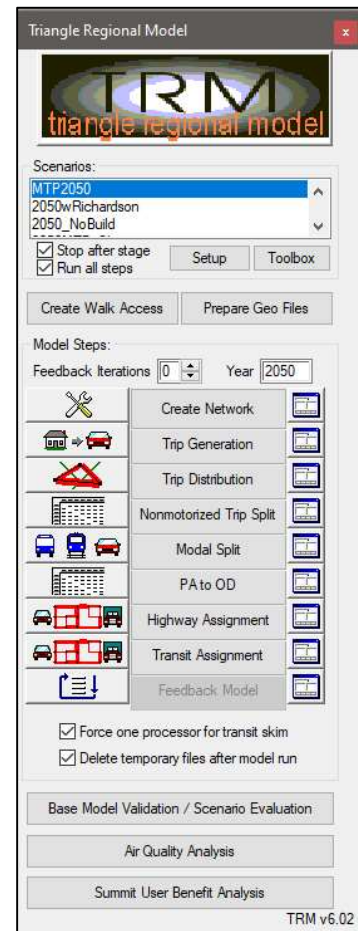 Triangle Regional Model
x
TRM
triangle regional model
Scenarios:
MTP2050
2050wRichardson
2050_NoBuild
Stop after stage
Run all steps
Setup
Toolbox
Create Walk Access
Prepare Geo Files
Model Steps:
Feedback Iterations 0 Year 2050
Create Network
Trip Generation
Trip Distribution
Nonmotorized Trip Split
Modal Split
PA to OD
Highway Assignment
Transit Assignment
Feedback Model
Force one processor for transit skim
Delete temporary files after model run
Base Model Validation / Scenario Evaluation
Air Quality Analysis
Summit User Benefit Analysis
TRM v6.02